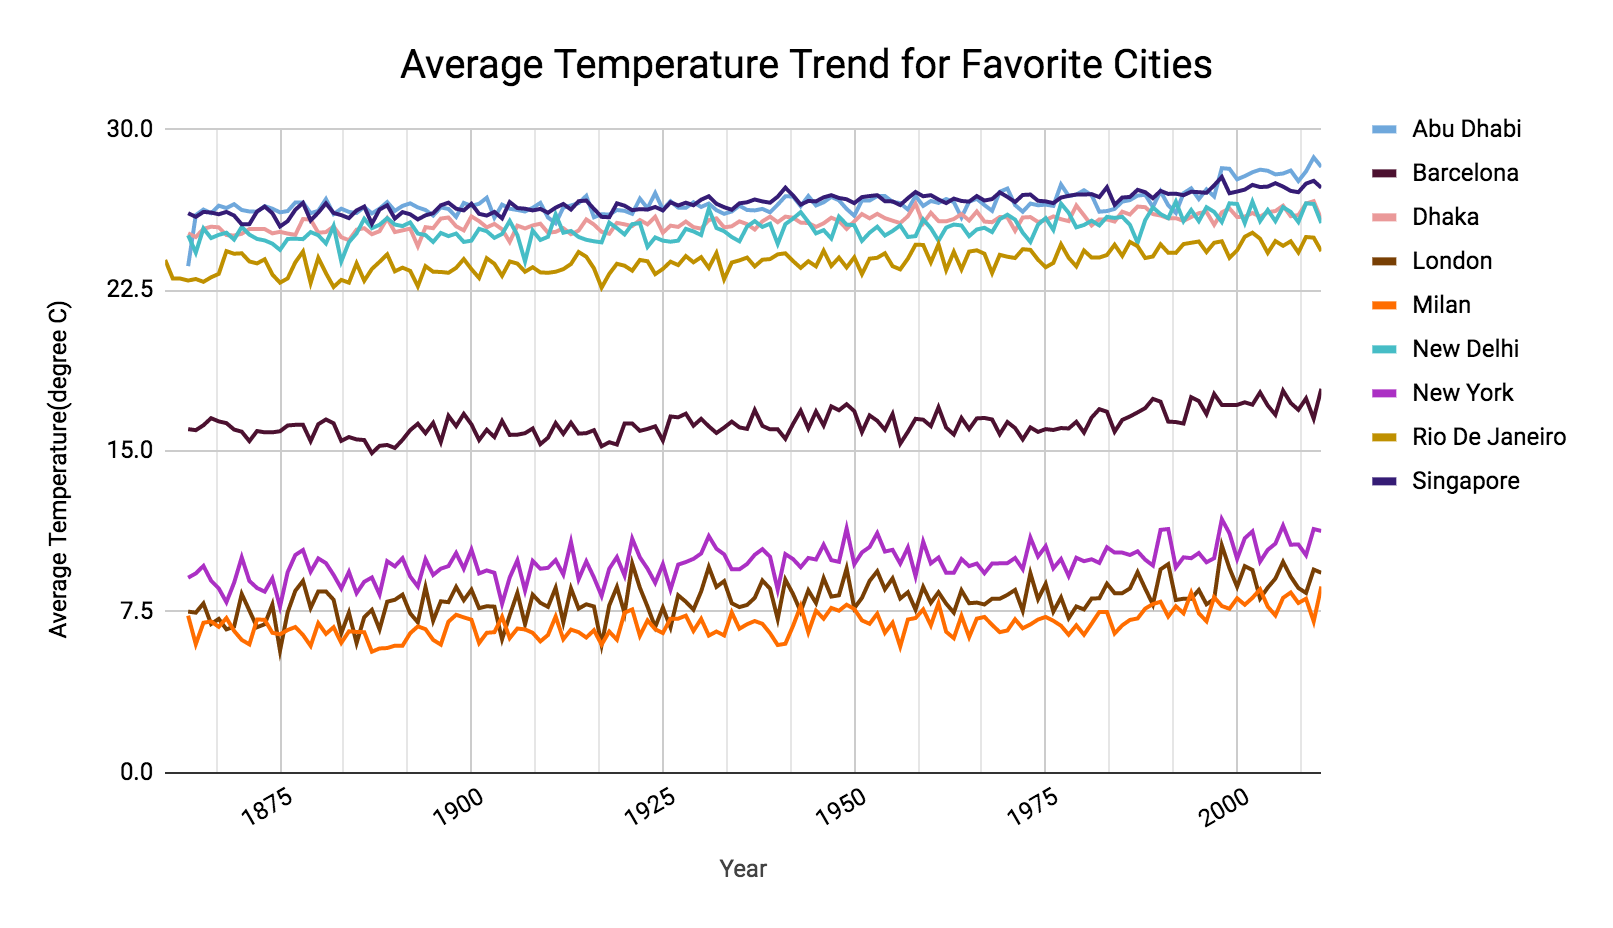 Average Temperature Trend for Favorite Cities
Average Temperature(degree C)
30.0
22.5
15.0
7.5
0.0
1875
1900
1925
1950
1975
2000
Year
Abu Dhabi
Barcelona
Dhaka
London
Milan
New Delhi
New York
Rio De Janeiro
Singapore